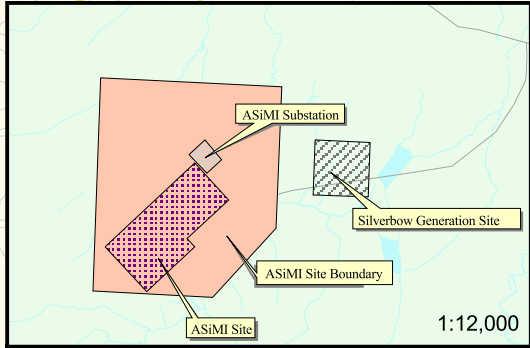 ASiMI Substation
Silverbow Generation Site
ASiMI Site Boundary
ASiMI Site
1:12,000